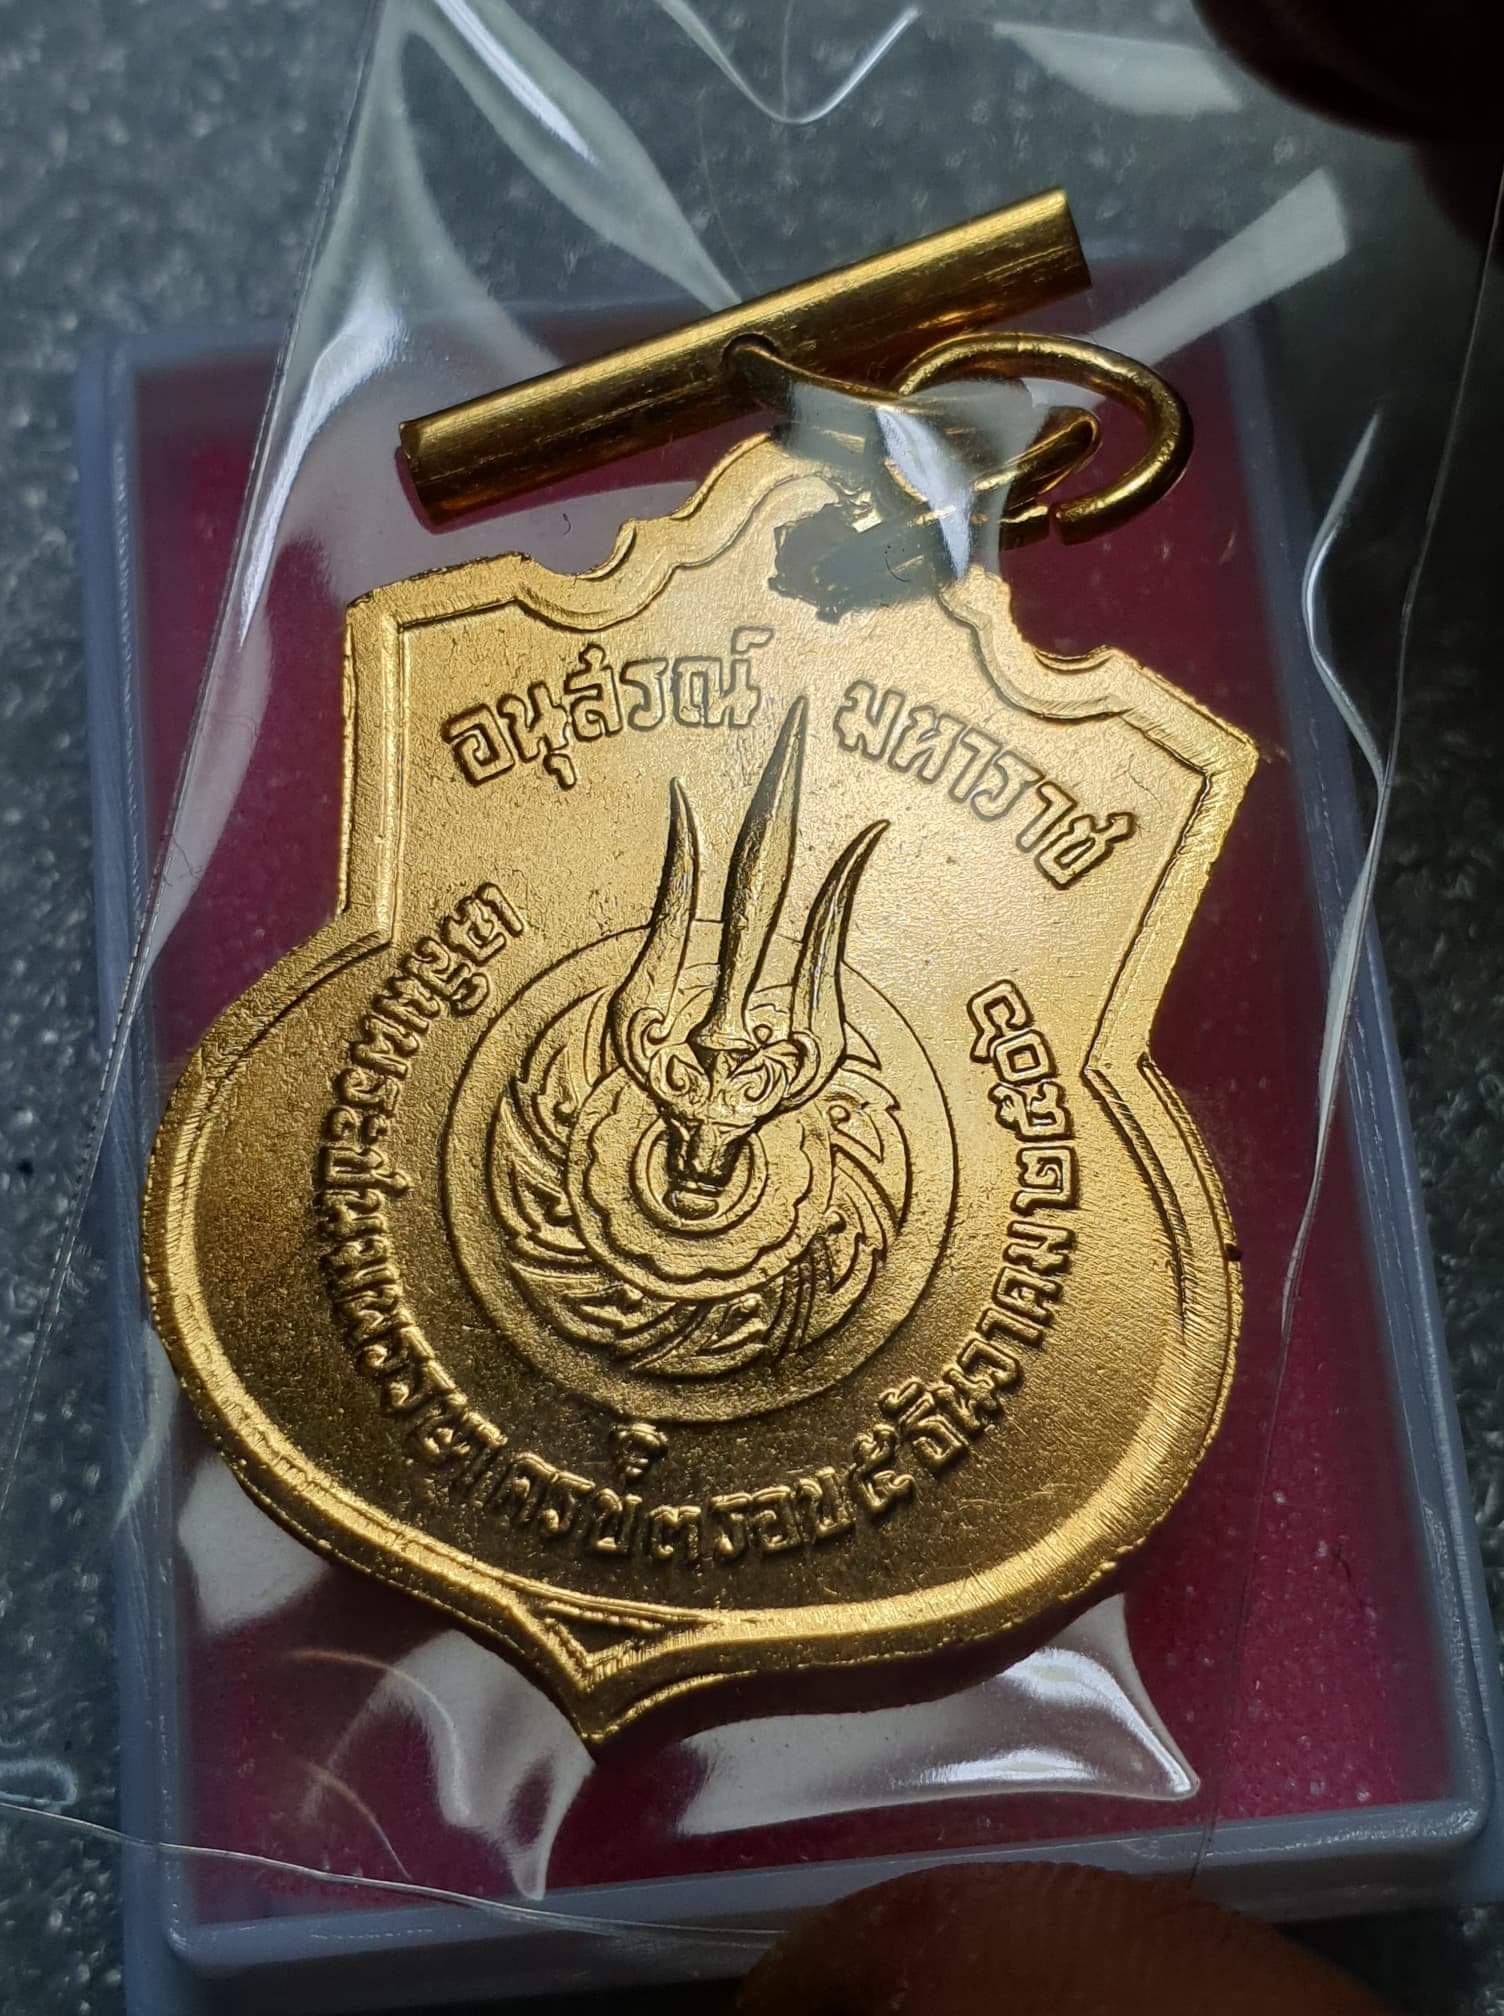 อนุสรณ์ มหาราช
เฉลิมพระชนมพรรษาครบ ๓ รอบ ๕ ธันวาคม ๒๕๐๖